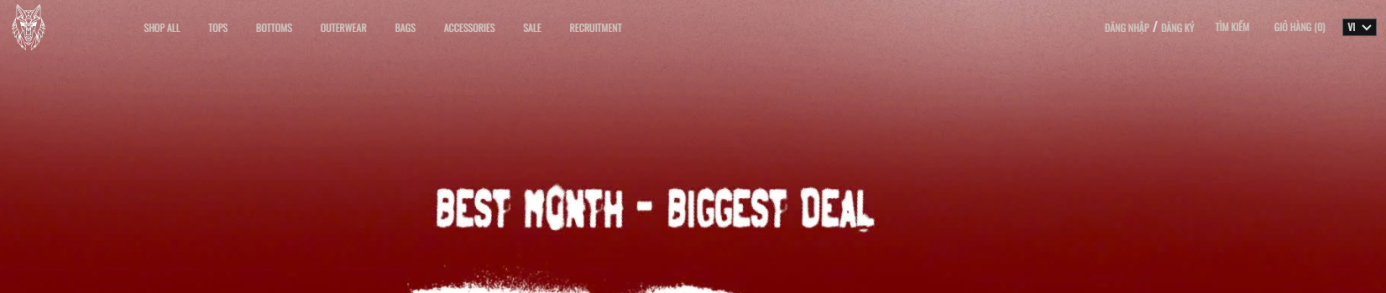 SHOP ALL TOPS BOTTOMS OUTERWEAR BAGS ACCESSORIES SALE RECRUITMENT ĐĂNG NHẬP / ĐĂNG KÝ TÌM KIẾM GIỎ HÀNG (0) VI
BEST MONTH - BIGGEST DEAL